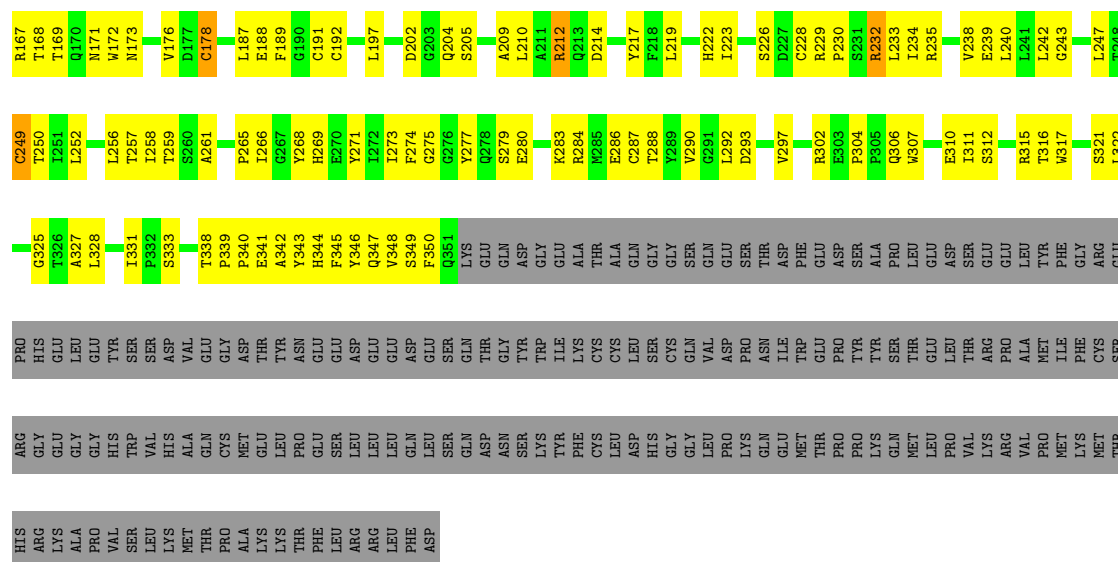 R167 T168 T169 Q170 N171 W172 N173 V176 D177 C178 L187 E188 F189 G190 C191 C192 L197 D202 G203 Q204 S205 A209 L210 A211 R212 Q213 D214 Y217 F218 L219 H222 I223 S226 D227 C228 R229 P230 S231 R232 L233 I234 R235 V238 E239 L240 L241 L242 G243 L247 T248
C249 T250 I251 L252 L256 T257 I258 T259 S260 A261 P265 I266 G267 Y268 H269 E270 Y271 I272 I273 F274 G275 G276 Y277 Q278 S279 E280 K283 R284 M285 E286 C287 T288 Y289 V290 G291 L292 D293 V297 R302 E303 P304 P305 Q306 W307 E310 I311 S312 R315 T316 W317 S321 L322
G325 T326 A327 L328 I331 P332 S333 T338 P339 P340 E341 A342 Y343 H344 F345 Y346 Q347 V348 S349 F350 Q351 LYS GLU GLN ASP GLY GLU ALA THR ALA GLN GLY GLY SER GLN GLU SER THR ASP PHE GLU ASP SER ALA PRO LEU GLU ASP SER GLU GLU LEU TYR PHE GLY ARG GLU
PRO HIS GLU LEU GLU TYR SER SER ASP VAL GLU GLY ASP THR TYR ASN GLU GLU ASP GLU GLU ASP GLU SER GLN THR GLY TYR TRP ILE LYS CYS CYS LEU SER CYS GLN VAL ASP PRO ASN ILE TRP GLU PRO TYR TYR SER THR GLU LEU THR ARG PRO ALA MET ILE PHE CYS SER
ARG GLY GLU GLY GLY HIS TRP VAL HIS ALA GLN CYS MET GLU LEU PRO GLU SER LEU LEU LEU GLN LEU SER GLN ASP ASN SER LYS TYR PHE CYS LEU ASP HIS GLY GLY LEU PRO LYS GLN GLU MET THR PRO PRO LYS GLN MET LEU PRO VAL LYS ARG VAL PRO MET LYS MET THR
HIS ARG LYS ALA PRO VAL SER LEU LYS MET THR PRO ALA LYS LYS THR PHE LEU ARG ARG LEU PHE ASP